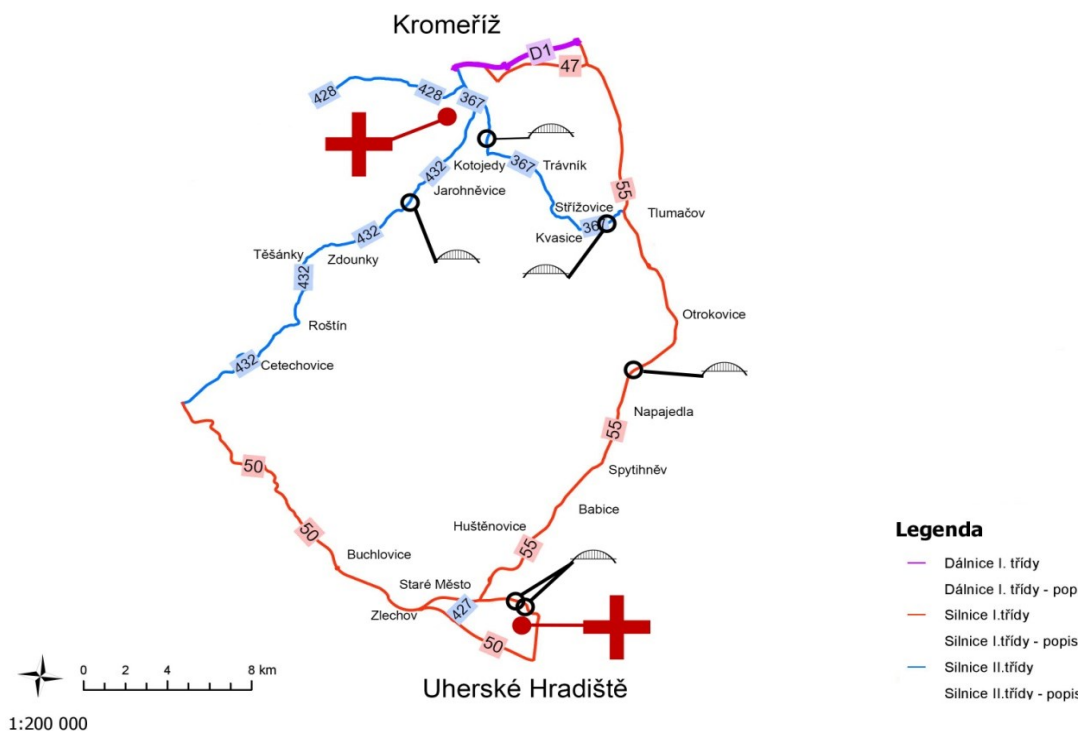 Kromeříž
D1
47
428
428
367
Kotojedy
367
Trávník
432
Jarohněvice
55
Střížovice
Tlumačov
367
Kvasice
432
Těšánky
Zdounky
432
Roštín
Otrokovice
432
Cetechovice
Napajedla
55
50
Spytihněv
Babice
50
Huštěnovice
55
Buchlovice
Staré Město
427
Zlechov
50
Uherské Hradiště
0 2 4 8 km
1:200 000
Legenda
Dálnice I. třídy
Dálnice I. třídy - pop
Silnice I.třídy
Silnice I.třídy - popis
Silnice II.třídy
Silnice II.třídy - popis